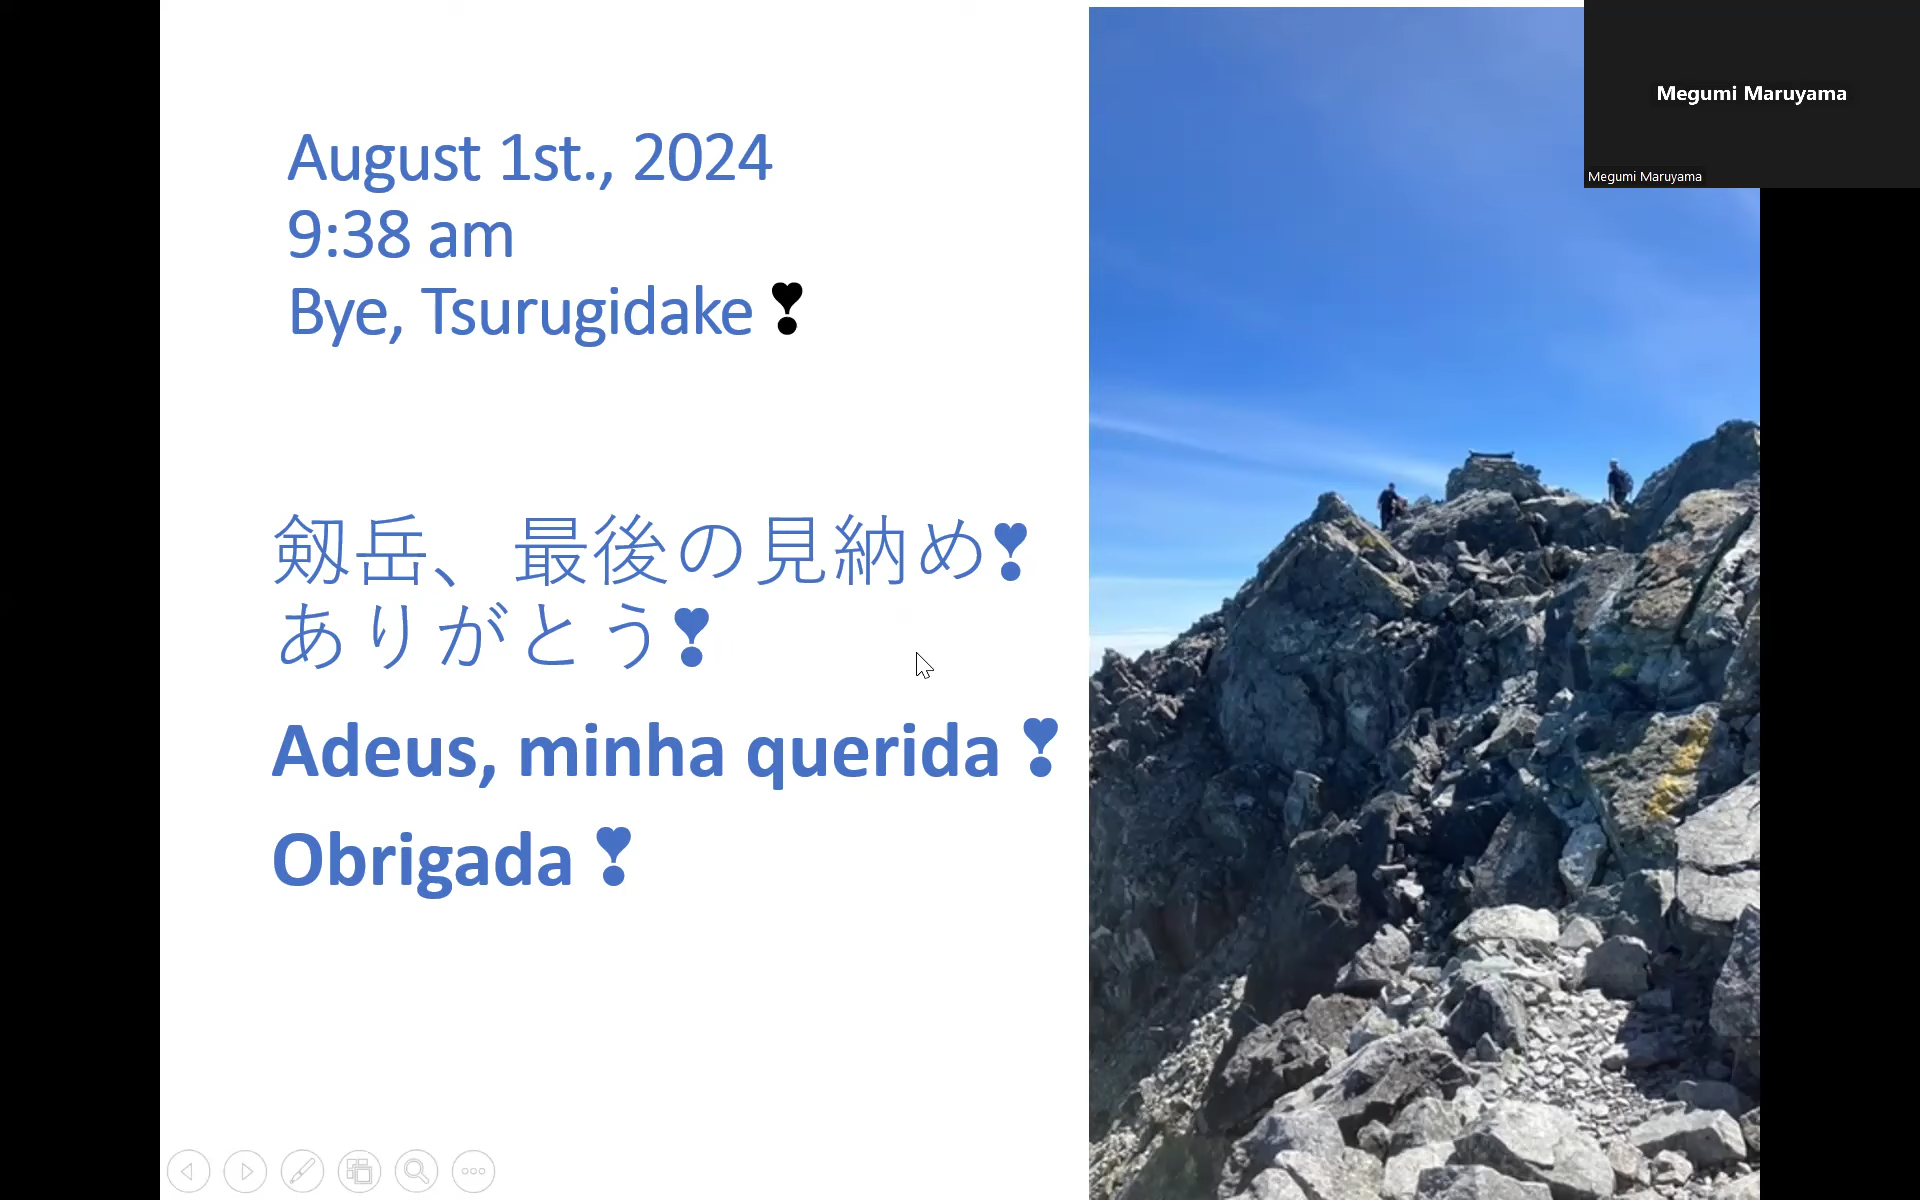 August 1st., 2024
9:38 am
Bye, Tsurugidake ❣
剱岳、最後の見納め❣
ありがとう❣
Adeus, minha querida ❣
Obrigada ❣
Megumi Maruyama
Megumi Maruyama